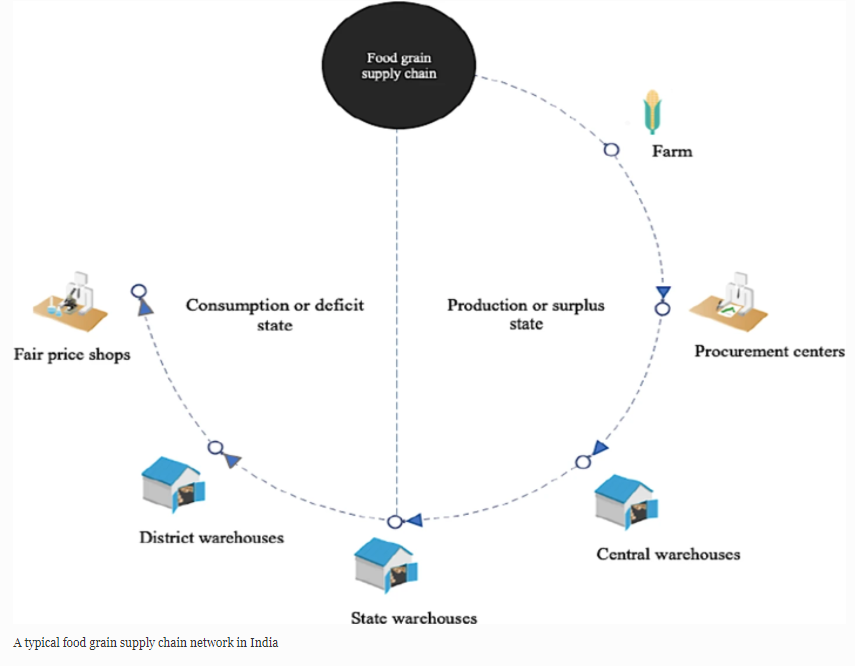 Food grain
supply chain
Farm
Consumption or deficit
state
Production or surplus
state
Fair price shops
Procurement centers
District warehouses
Central warehouses
State warehouses
A typical food grain supply chain network in India